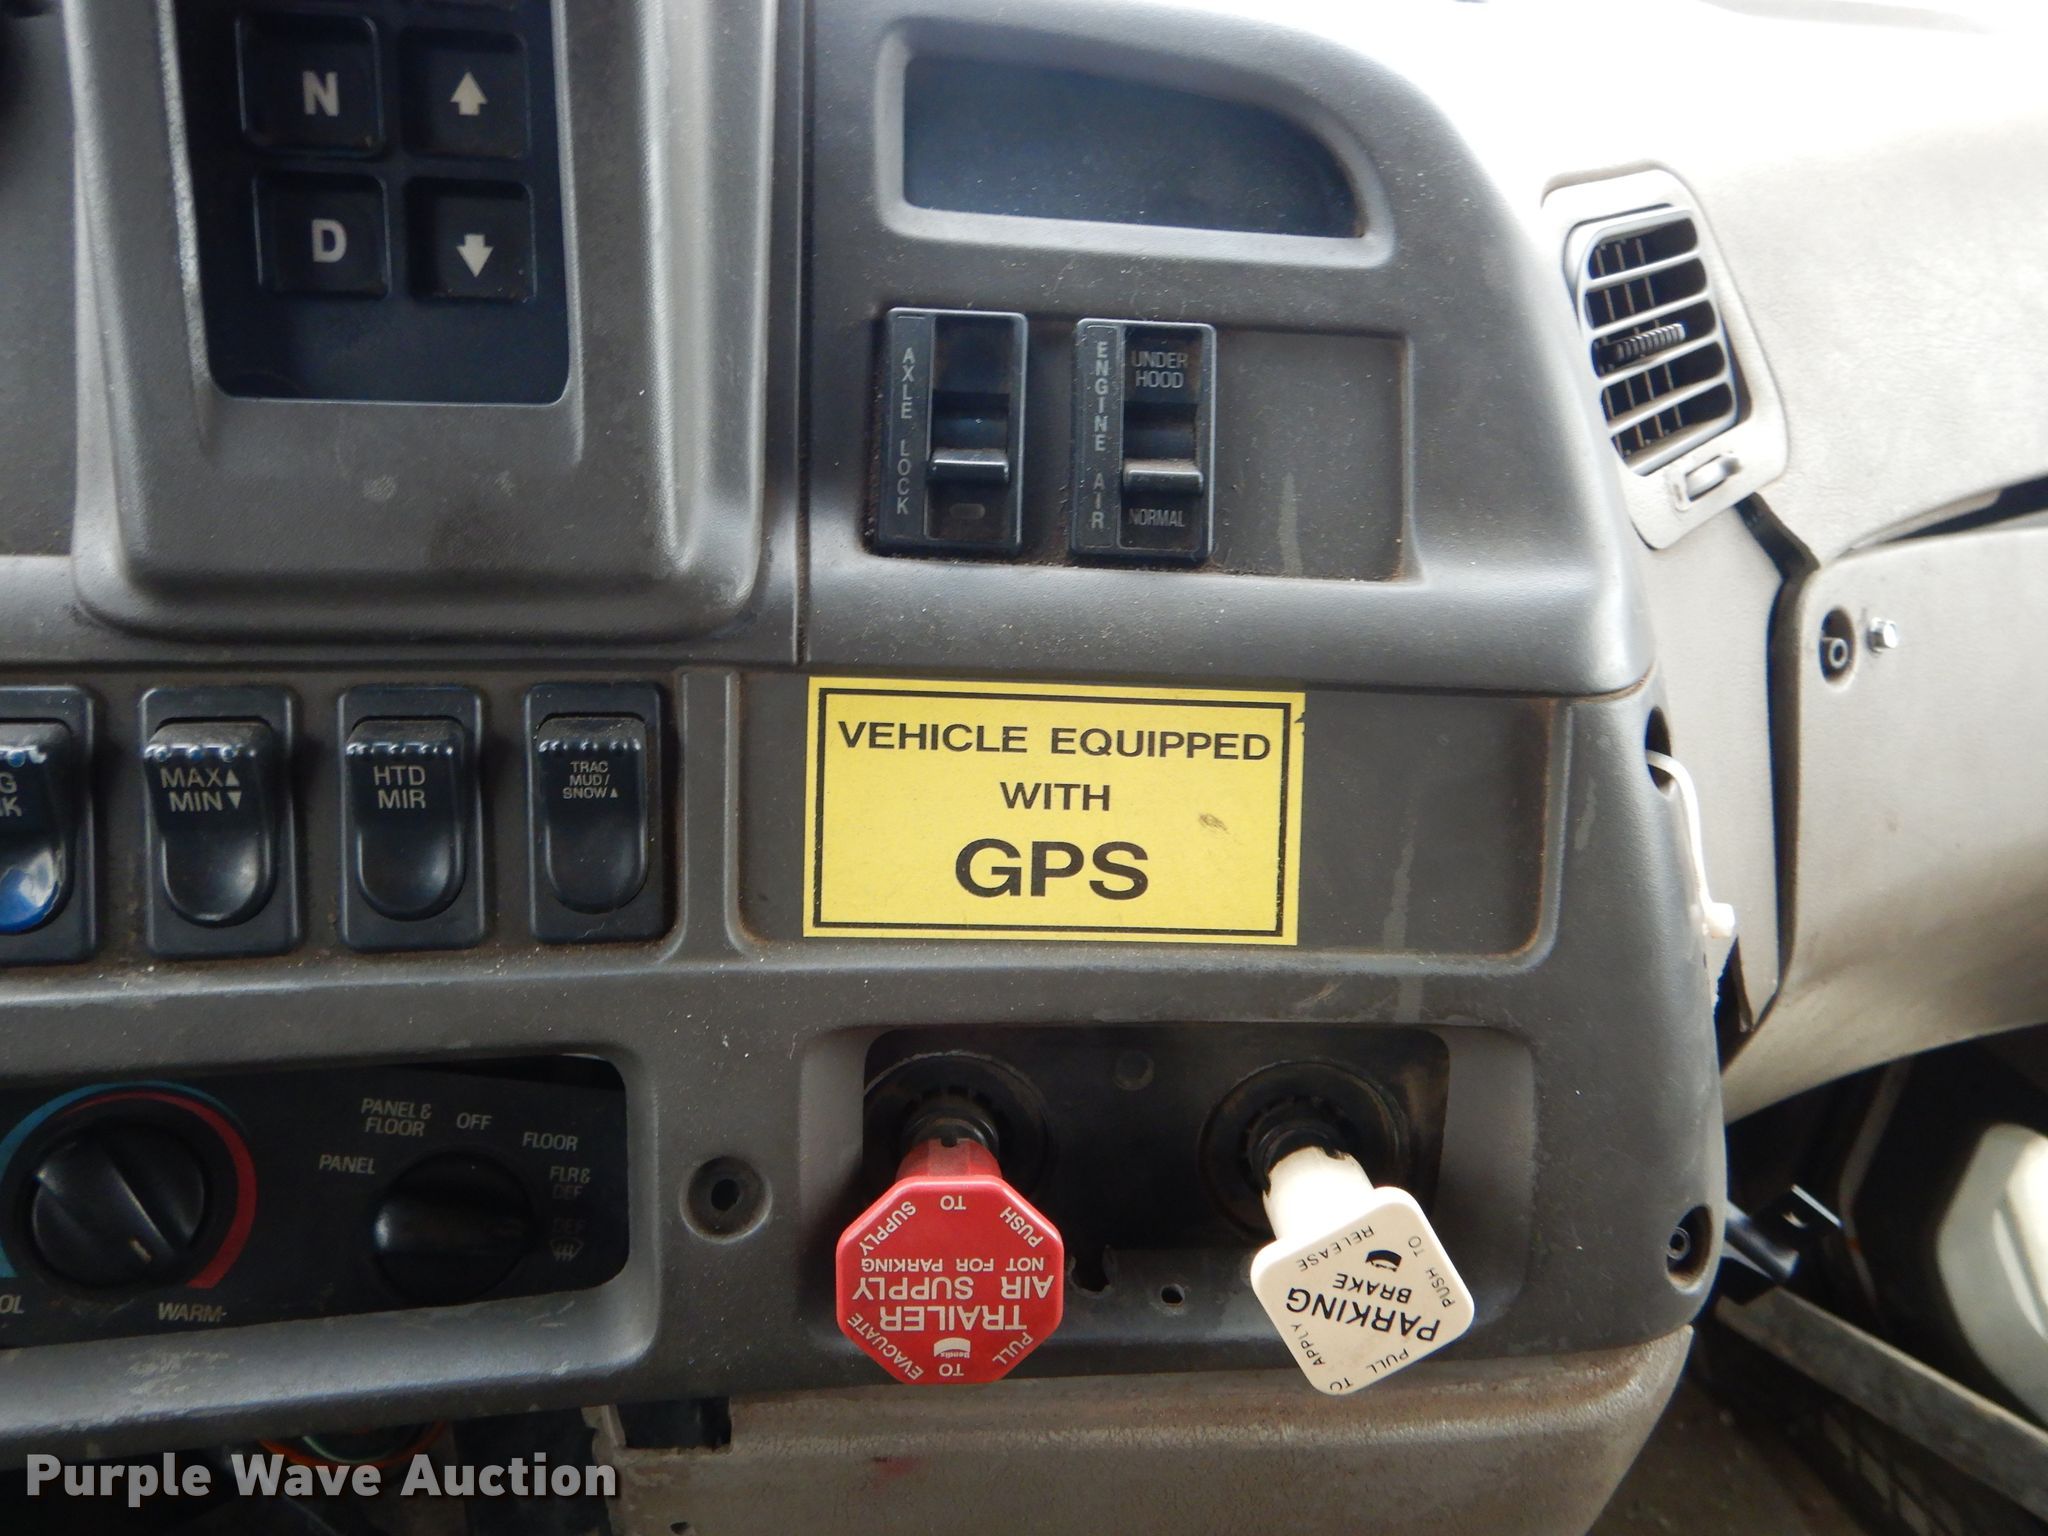 N
D
AXLE LOCK
ENGINE AIR
UNDER
HOOD
NORMAL
MAX▲
MIN▼
HTD
MIR
TRAC
MUD/
SNOW▲
VEHICLE EQUIPPED
WITH
GPS
PANEL
PANEL &
FLOOR
OFF
FLOOR
FLR &
DEF
DEF
WARM
PULL TO EVACUATE
Bendix
TRAILER
AIR SUPPLY
NOT FOR PARKING
PUSH TO SUPPLY
PULL TO APPLY
PARKING
BRAKE
PUSH TO RELEASE
Purple Wave Auction